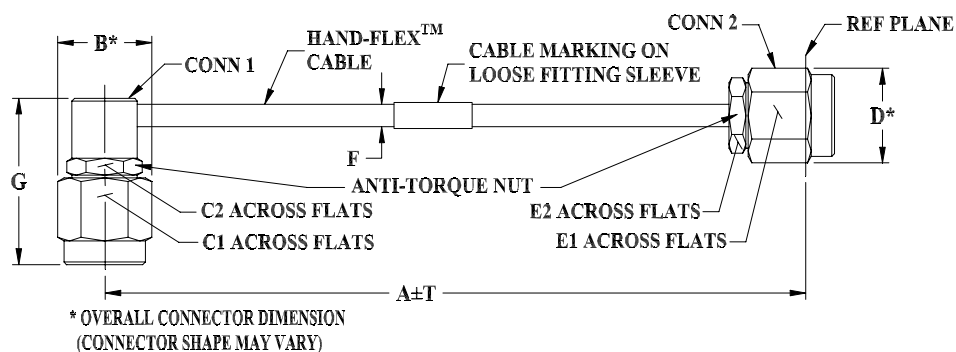 CONN 2
REF PLANE
B*
HAND-FLEX™
CABLE
CONN 1
CABLE MARKING ON
LOOSE FITTING SLEEVE
D*
F
G
ANTI-TORQUE NUT
C2 ACROSS FLATS
E2 ACROSS FLATS
C1 ACROSS FLATS
E1 ACROSS FLATS
A±T
* OVERALL CONNECTOR DIMENSION
(CONNECTOR SHAPE MAY VARY)